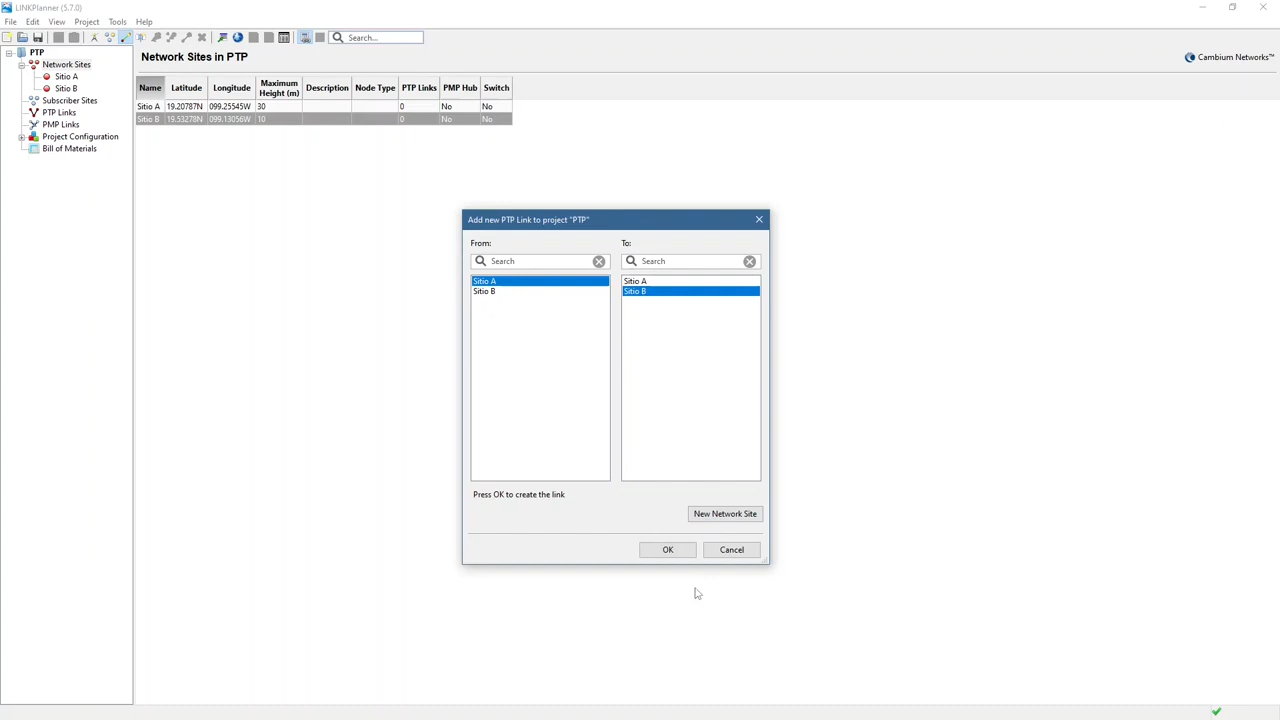 LINKPlanner (5.7.0)
File Edit View Project Tools Help
Search...
PTP
Network Sites
Sitio A
Sitio B
Subscriber Sites
PTP Links
PMP Links
Project Configuration
Bill of Materials
Network Sites in PTP
Cambium Networks™
Name Latitude Longitude Maximum Height (m) Description Node Type PTP Links PMP Hub Switch
Sitio A 19.20787N 099.25545W 30 0 No No
Sitio B 19.53278N 099.13056W 10 0 No No
Add new PTP Link to project "PTP"
From: To:
Search Search
Sitio A Sitio A
Sitio B Sitio B
Press OK to create the link
New Network Site
OK Cancel